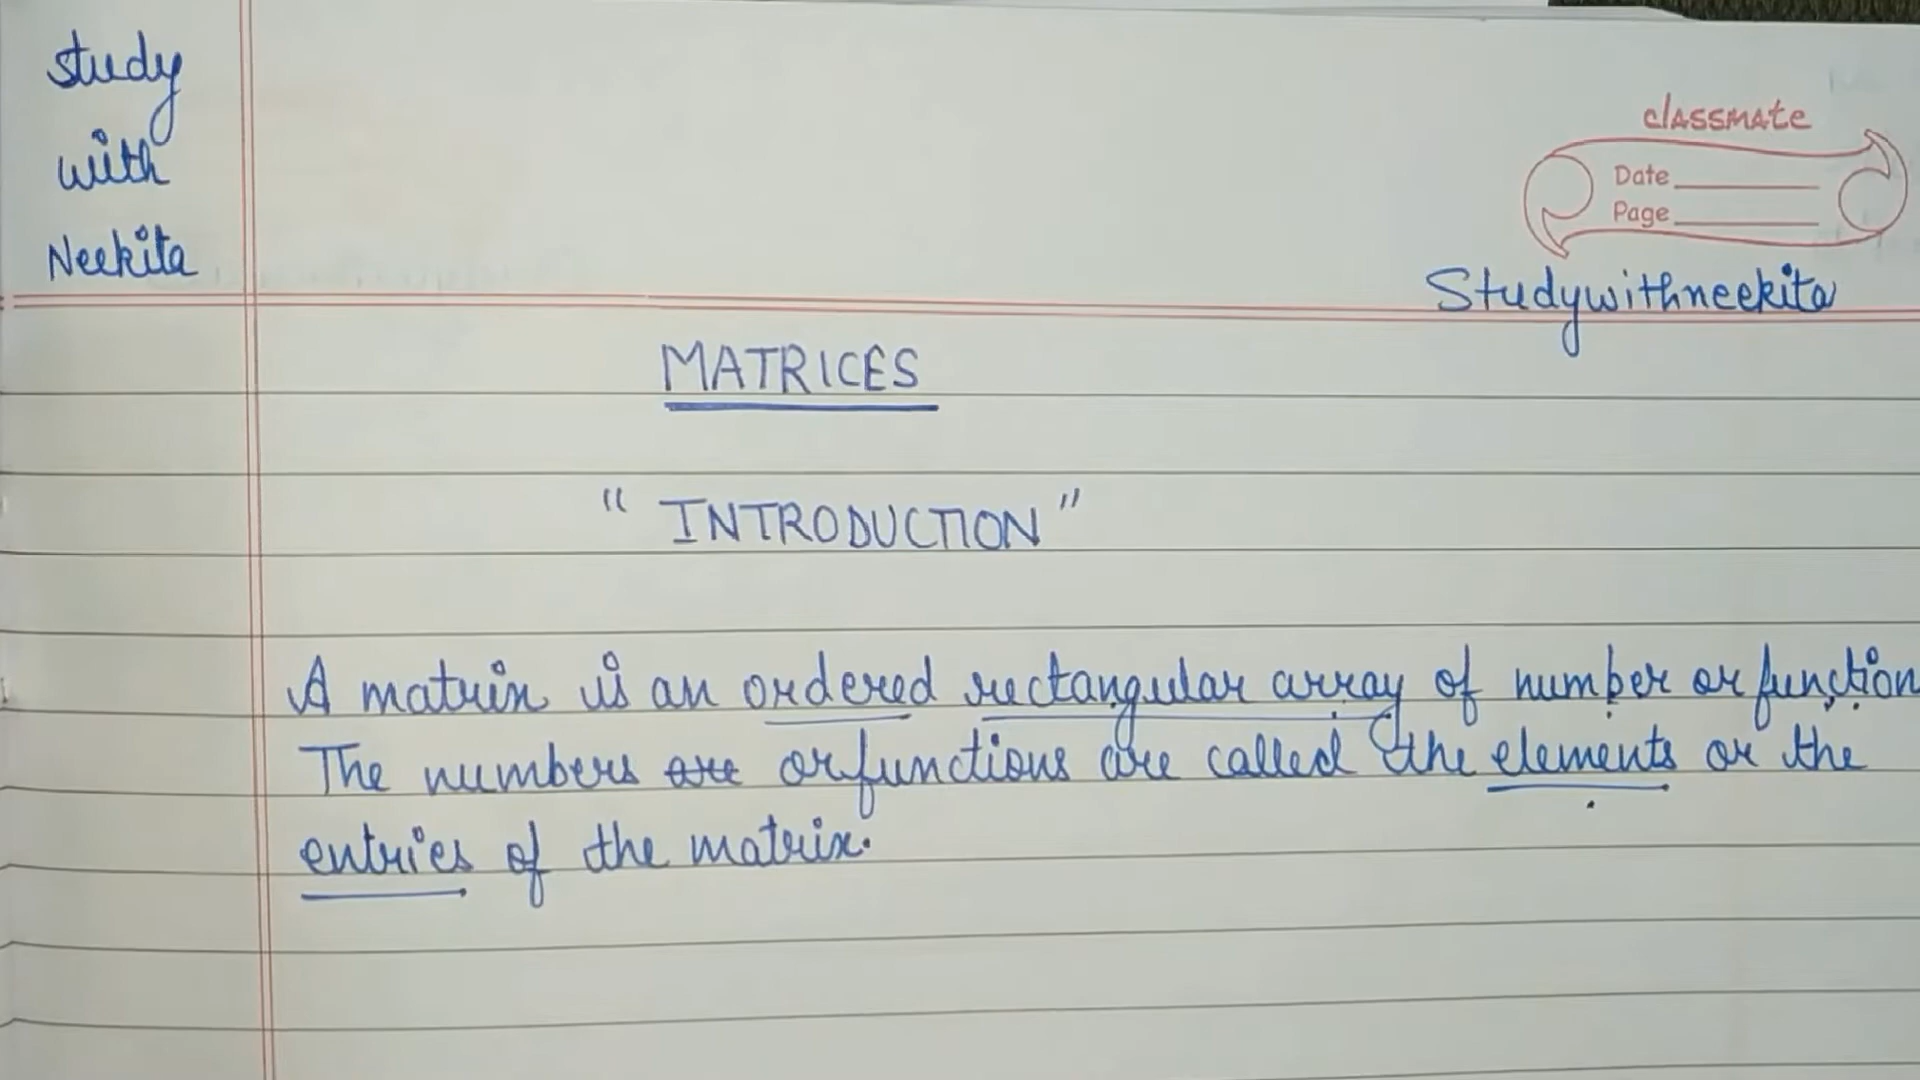 study
with
Neekita
classmate
Date
Page
Studywithneekita
MATRICES
"INTRODUCTION"
A matrix is an ordered rectangular array of number or function
The numbers are or functions are called the elements or the
entries of the matrix.